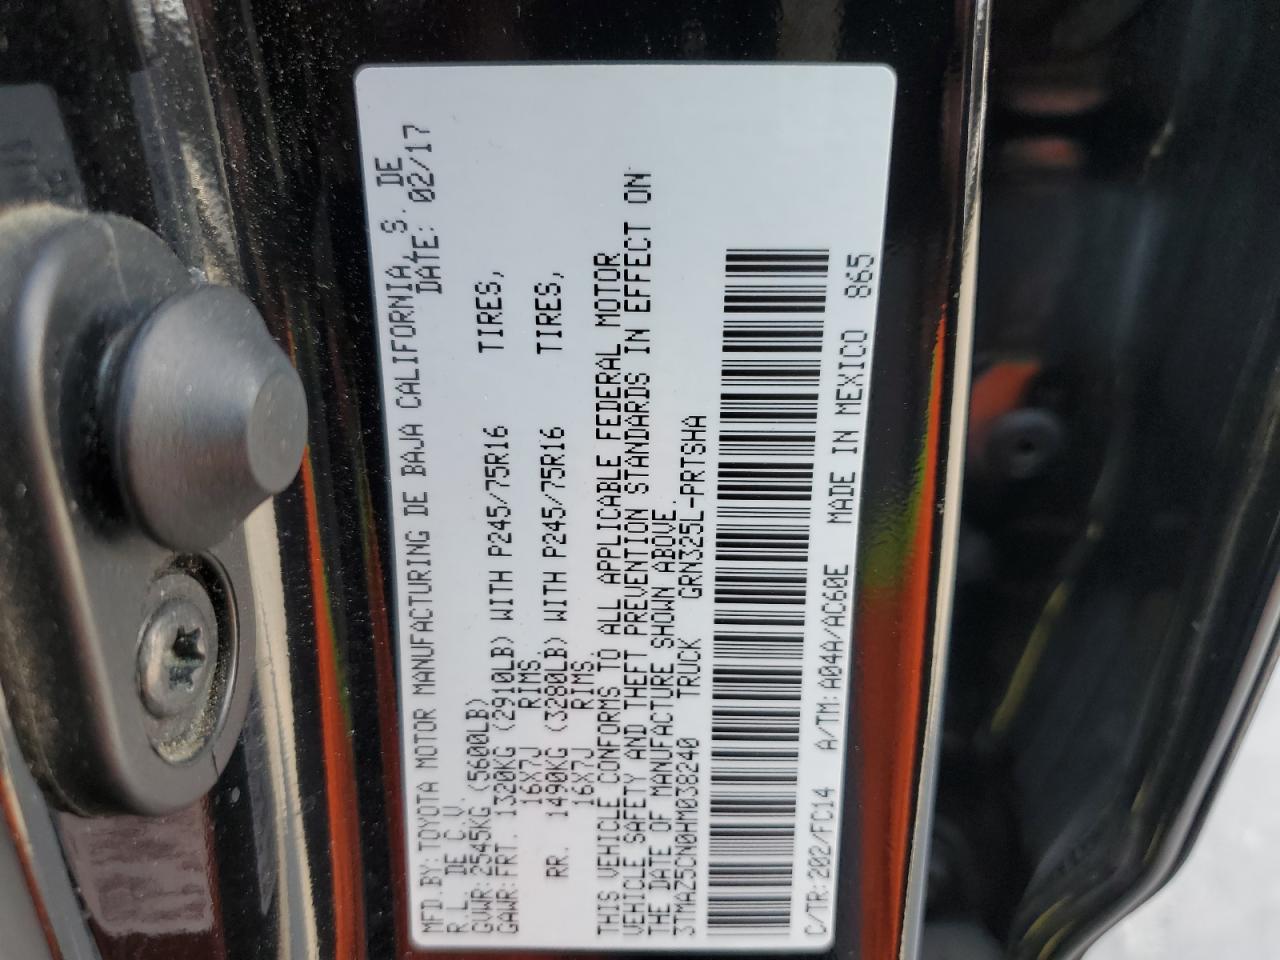 MFD.BY: TOYOTA MOTOR MANUFACTURING DE BAJA CALIFORNIA, S. DE
R.L. DE C.V. DATE: 02/17
GVWR: 2545KG (5600LB)
GAWR: FRT. 1320KG (2910LB) WITH P245/75R16 TIRES,
16X7J RIMS.
RR. 1490KG (3280LB) WITH P245/75R16 TIRES,
16X7J RIMS.
THIS VEHICLE CONFORMS TO ALL APPLICABLE FEDERAL MOTOR
VEHICLE SAFETY AND THEFT PREVENTION STANDARDS IN EFFECT ON
THE DATE OF MANUFACTURE SHOWN ABOVE.
3TMAZ5CN0HM038240 TRUCK GRN325L-PRTSHA
C/TR: 202/FC14 A/TM: A04A/AC60E MADE IN MEXICO 865